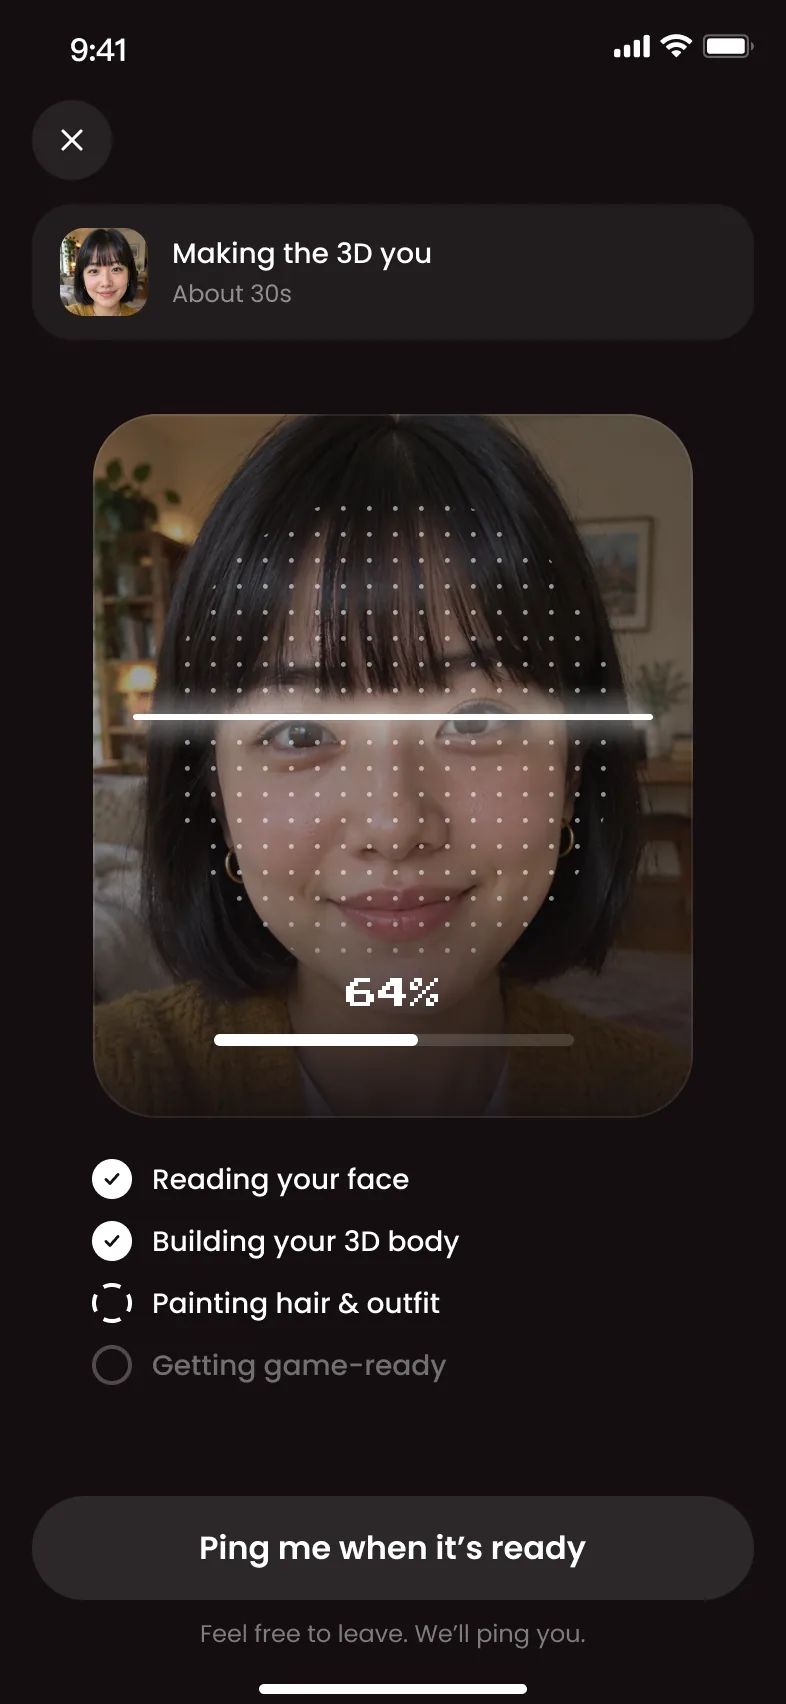 9:41
Making the 3D you
About 30s
64%
Reading your face
Building your 3D body
Painting hair & outfit
Getting game-ready
Ping me when it’s ready
Feel free to leave. We’ll ping you.